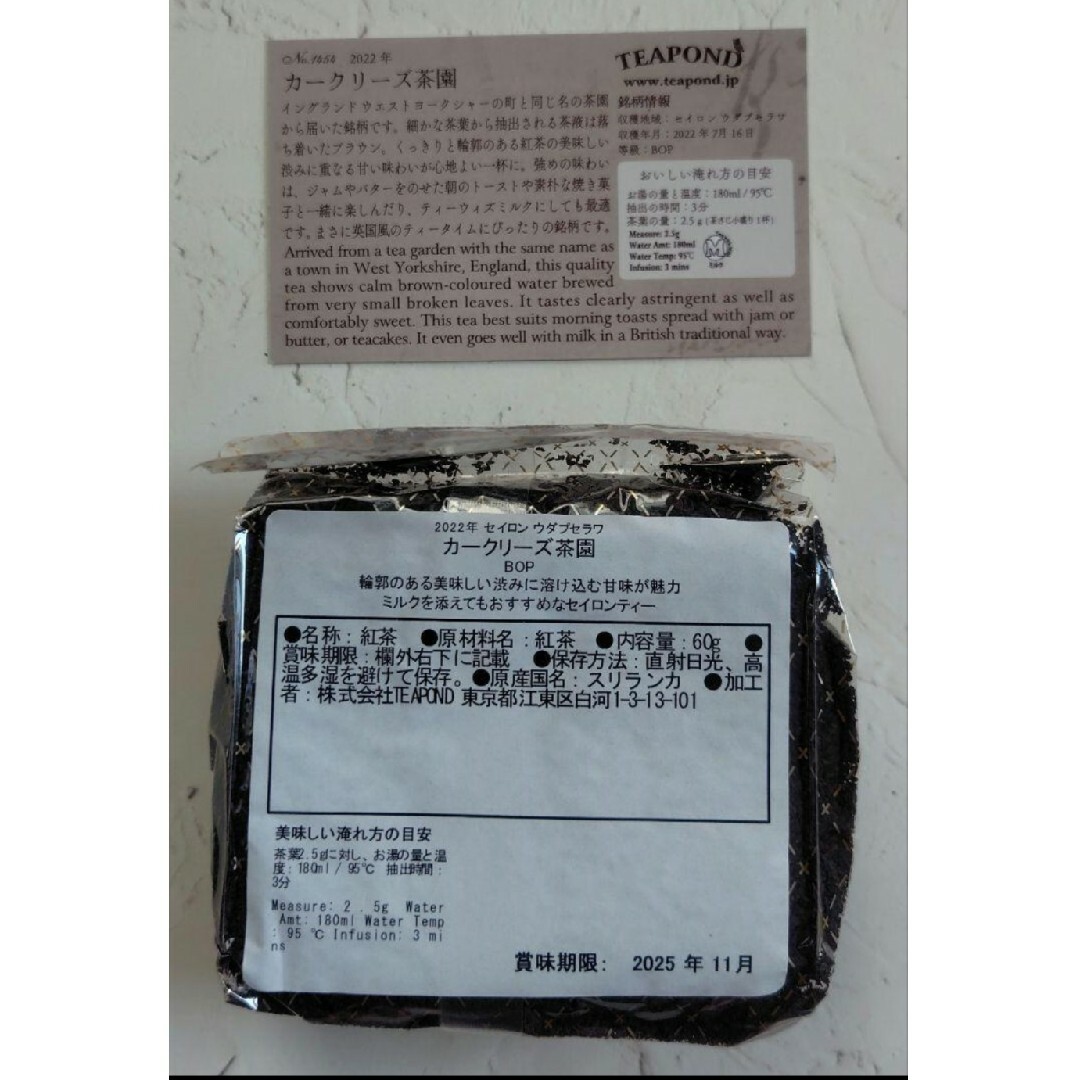 No.7454 2022年
カークリーズ茶園
イングランド ウエストヨークシャーの町と同じ名の茶園
から届いた銘柄です。細かな茶葉から抽出される茶液は落
ち着いたブラウン。くっきりと輪郭のある紅茶の美味しい
渋みに重なる甘い味わいが心地よい一杯に。強めの味わい
は、ジャムやバターをのせた朝のトーストや素朴な焼き菓
子と一緒に楽しんだり、ティーウィズミルクにしても最適
です。まさに英国風のティータイムにぴったりの銘柄です。
Arrived from a tea garden with the same name as
a town in West Yorkshire, England, this quality
tea shows calm brown-coloured water brewed
from very small broken leaves. It tastes clearly astringent as well as
comfortably sweet. This tea best suits morning toasts spread with jam or
butter, or teacakes. It even goes well with milk in a British traditional way.
TEAPOND
www.teapond.jp
銘柄情報
収穫地域：セイロン ウダプセラワ
収穫年月：2022年7月16日
等級：BOP
おいしい淹れ方の目安
お湯の量と温度：180ml / 95℃
抽出の時間：3分
茶葉の量：2.5g (茶さじ小盛り1杯)
Measure: 2.5g
Water Amt: 180ml
Water Temp: 95℃
Infusion: 3 mins
2022年 セイロン ウダプセラワ
カークリーズ茶園
BOP
輪郭のある美味しい渋みに溶け込む甘味が魅力
ミルクを添えてもおすすめなセイロンティー
●名称：紅茶 ●原材料名：紅茶 ●内容量：60g ●
賞味期限：欄外右下に記載 ●保存方法：直射日光、高
温多湿を避けて保存。●原産国名：スリランカ ●加工
者：株式会社TEAPOND 東京都江東区白河1-3-13-101
美味しい淹れ方の目安
茶葉2.5gに対し、お湯の量と温
度：180ml / 95℃ 抽出時間：
3分
Measure: 2 . 5g Water
Amt: 180ml Water Temp
: 95 ℃ Infusion: 3 mi
ns
賞味期限: 2025 年 11月